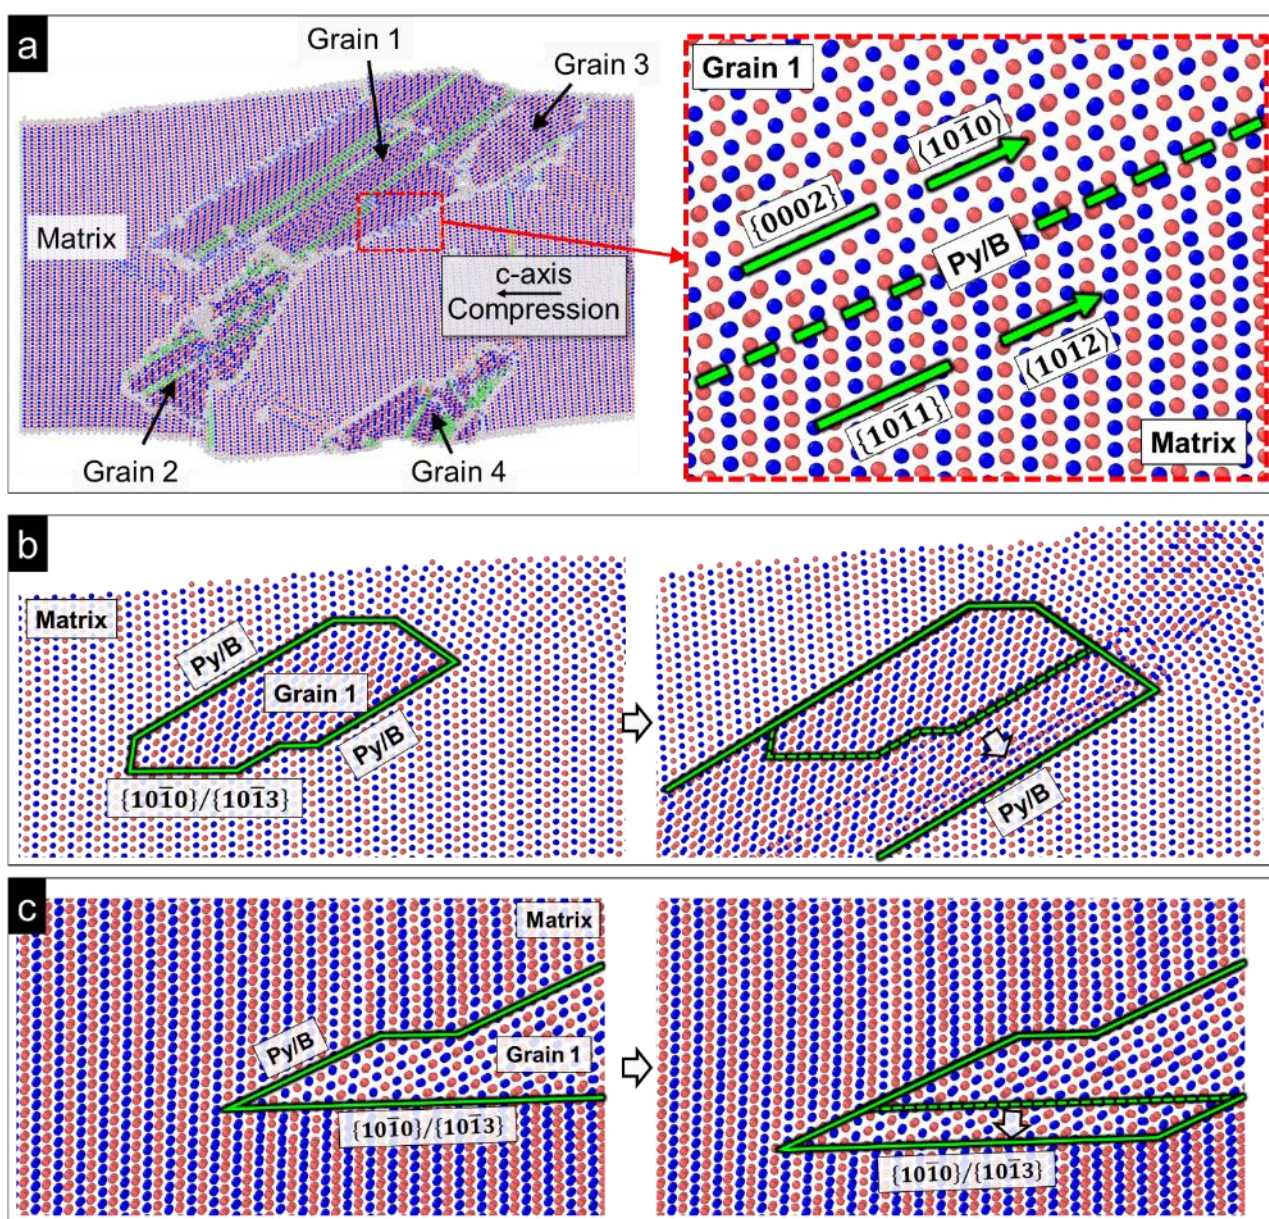 a
Grain 1
Grain 3
Matrix
c-axis
Compression
Grain 2
Grain 4
Grain 1
⟨101̅0⟩
{0002}
Py/B
⟨101̅2̅⟩
{101̅1}
Matrix
b
Matrix
Py/B
Grain 1
Py/B
{101̅0}/{101̅3}
Py/B
c
Matrix
Py/B
Grain 1
{101̅0}/{101̅3}
{101̅0}/{101̅3}